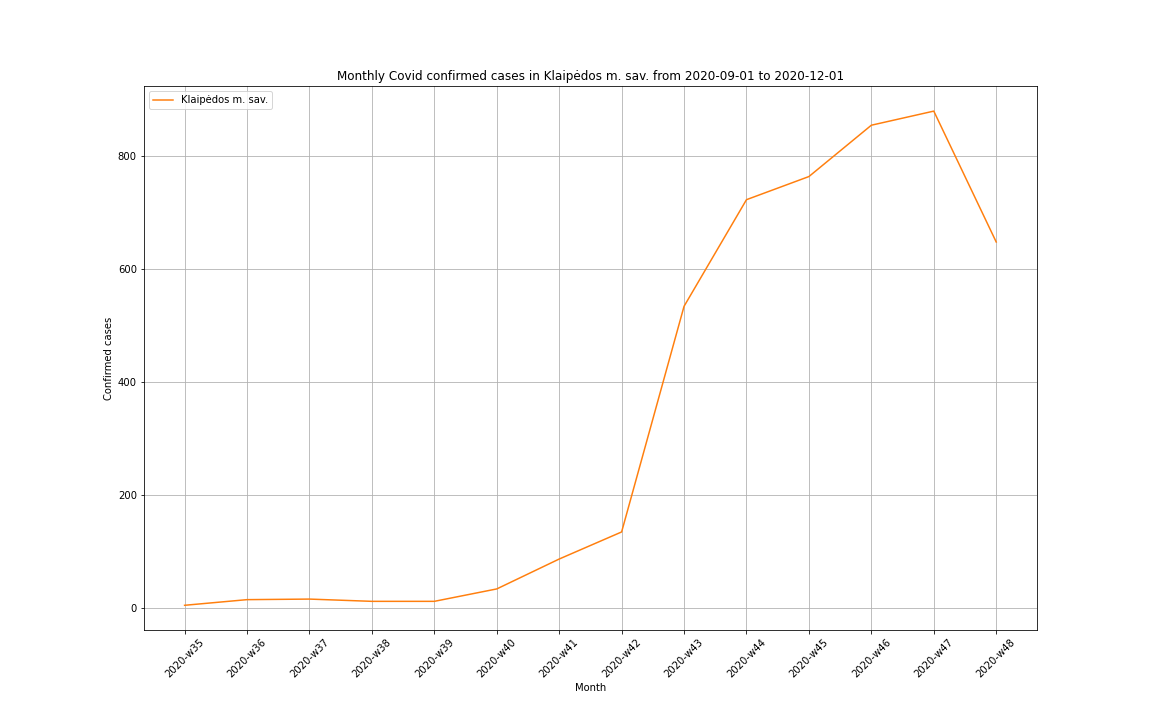 Monthly Covid confirmed cases in Klaipėdos m. sav. from 2020-09-01 to 2020-12-01
Klaipėdos m. sav.
800
600
400
200
0
Confirmed cases
2020-w35
2020-w36
2020-w37
2020-w38
2020-w39
2020-w40
2020-w41
2020-w42
2020-w43
2020-w44
2020-w45
2020-w46
2020-w47
2020-w48
Month